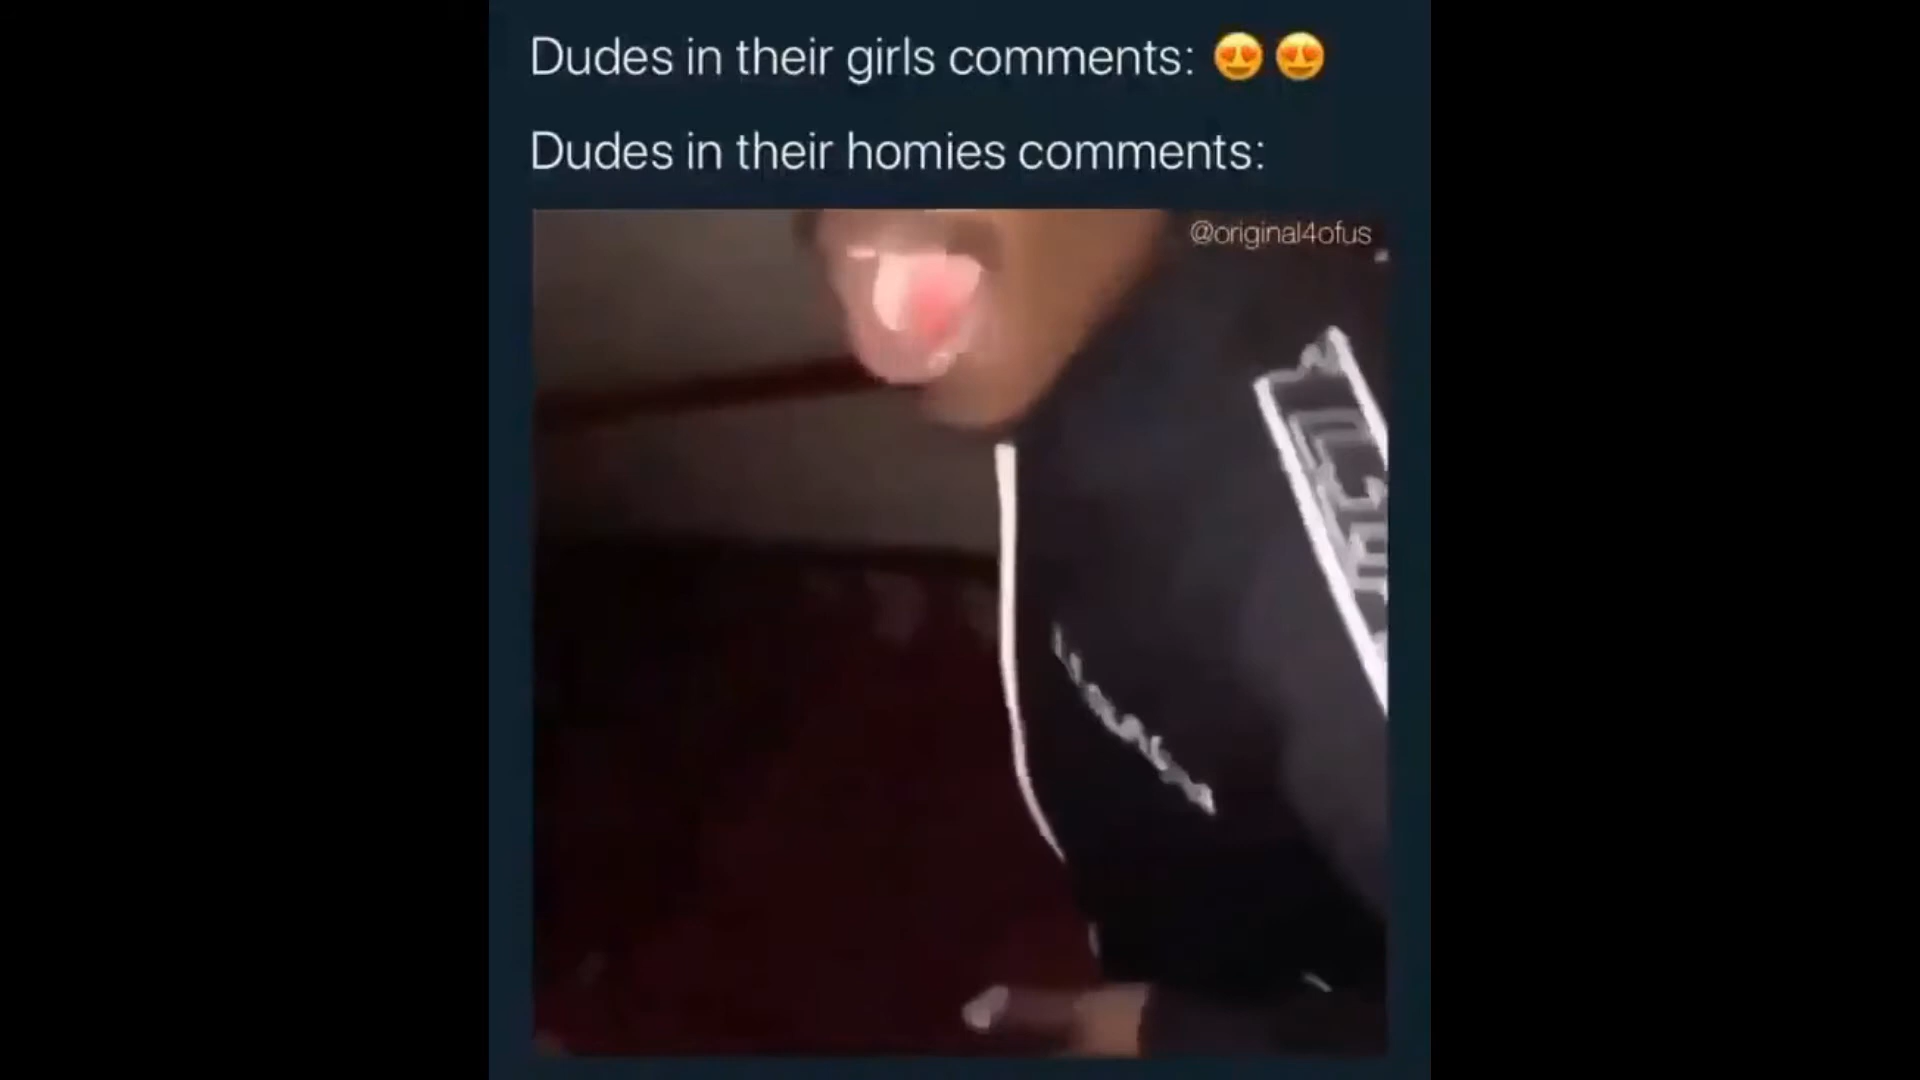 Dudes in their girls comments: 😍😍
Dudes in their homies comments:
@original4ofus